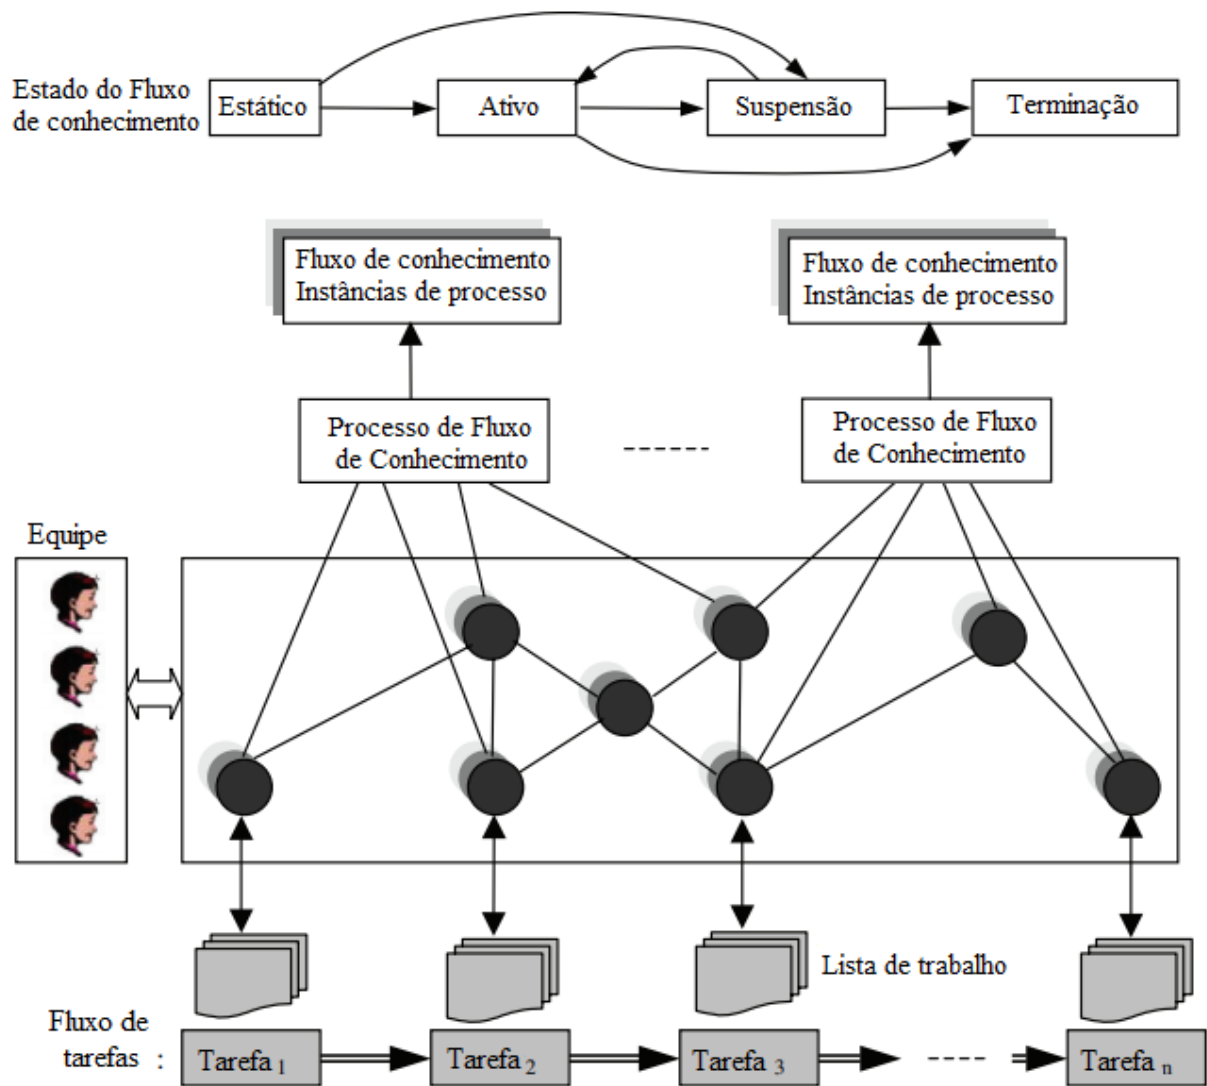 Estado do Fluxo
de conhecimento
Estático
Ativo
Suspensão
Terminação
Fluxo de conhecimento
Instâncias de processo
Fluxo de conhecimento
Instâncias de processo
Processo de Fluxo
de Conhecimento
Processo de Fluxo
de Conhecimento
Equipe
Lista de trabalho
Fluxo de
tarefas :
Tarefa 1
Tarefa 2
Tarefa 3
Tarefa n